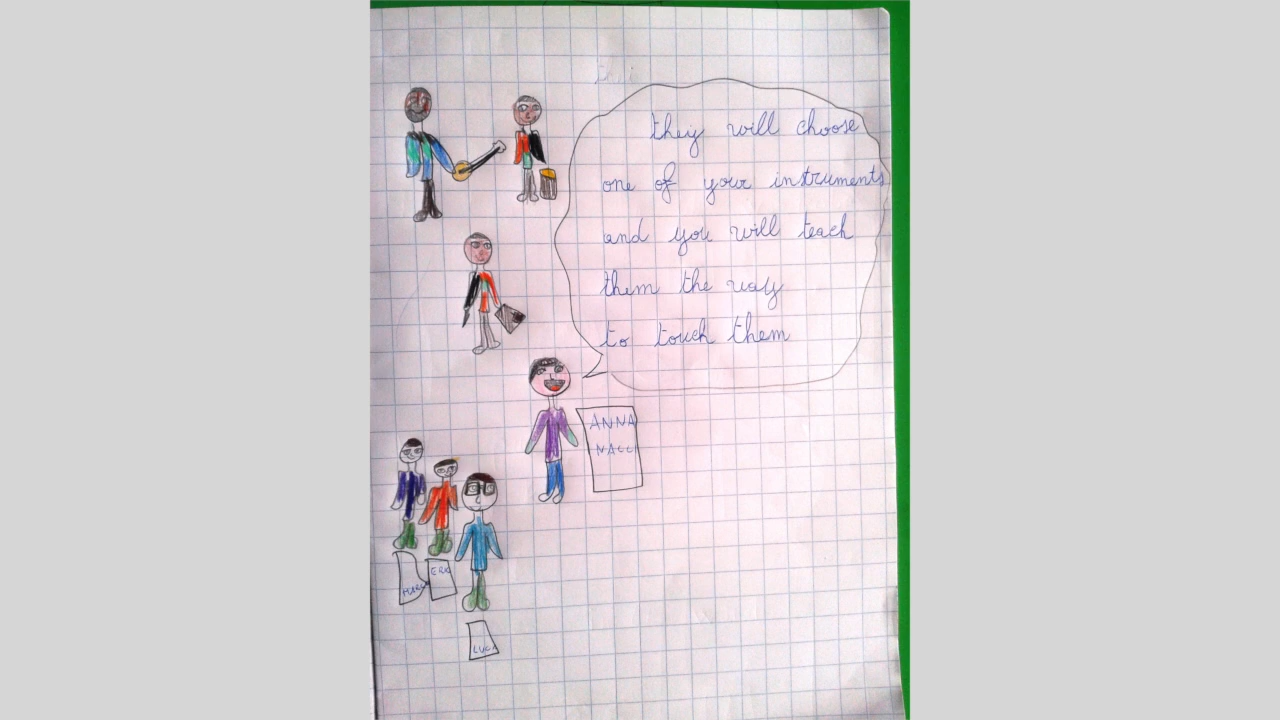 they will choose
one of your instruments
and you will teach
them the way
to touch them
ANNA
ERIC
LUCA